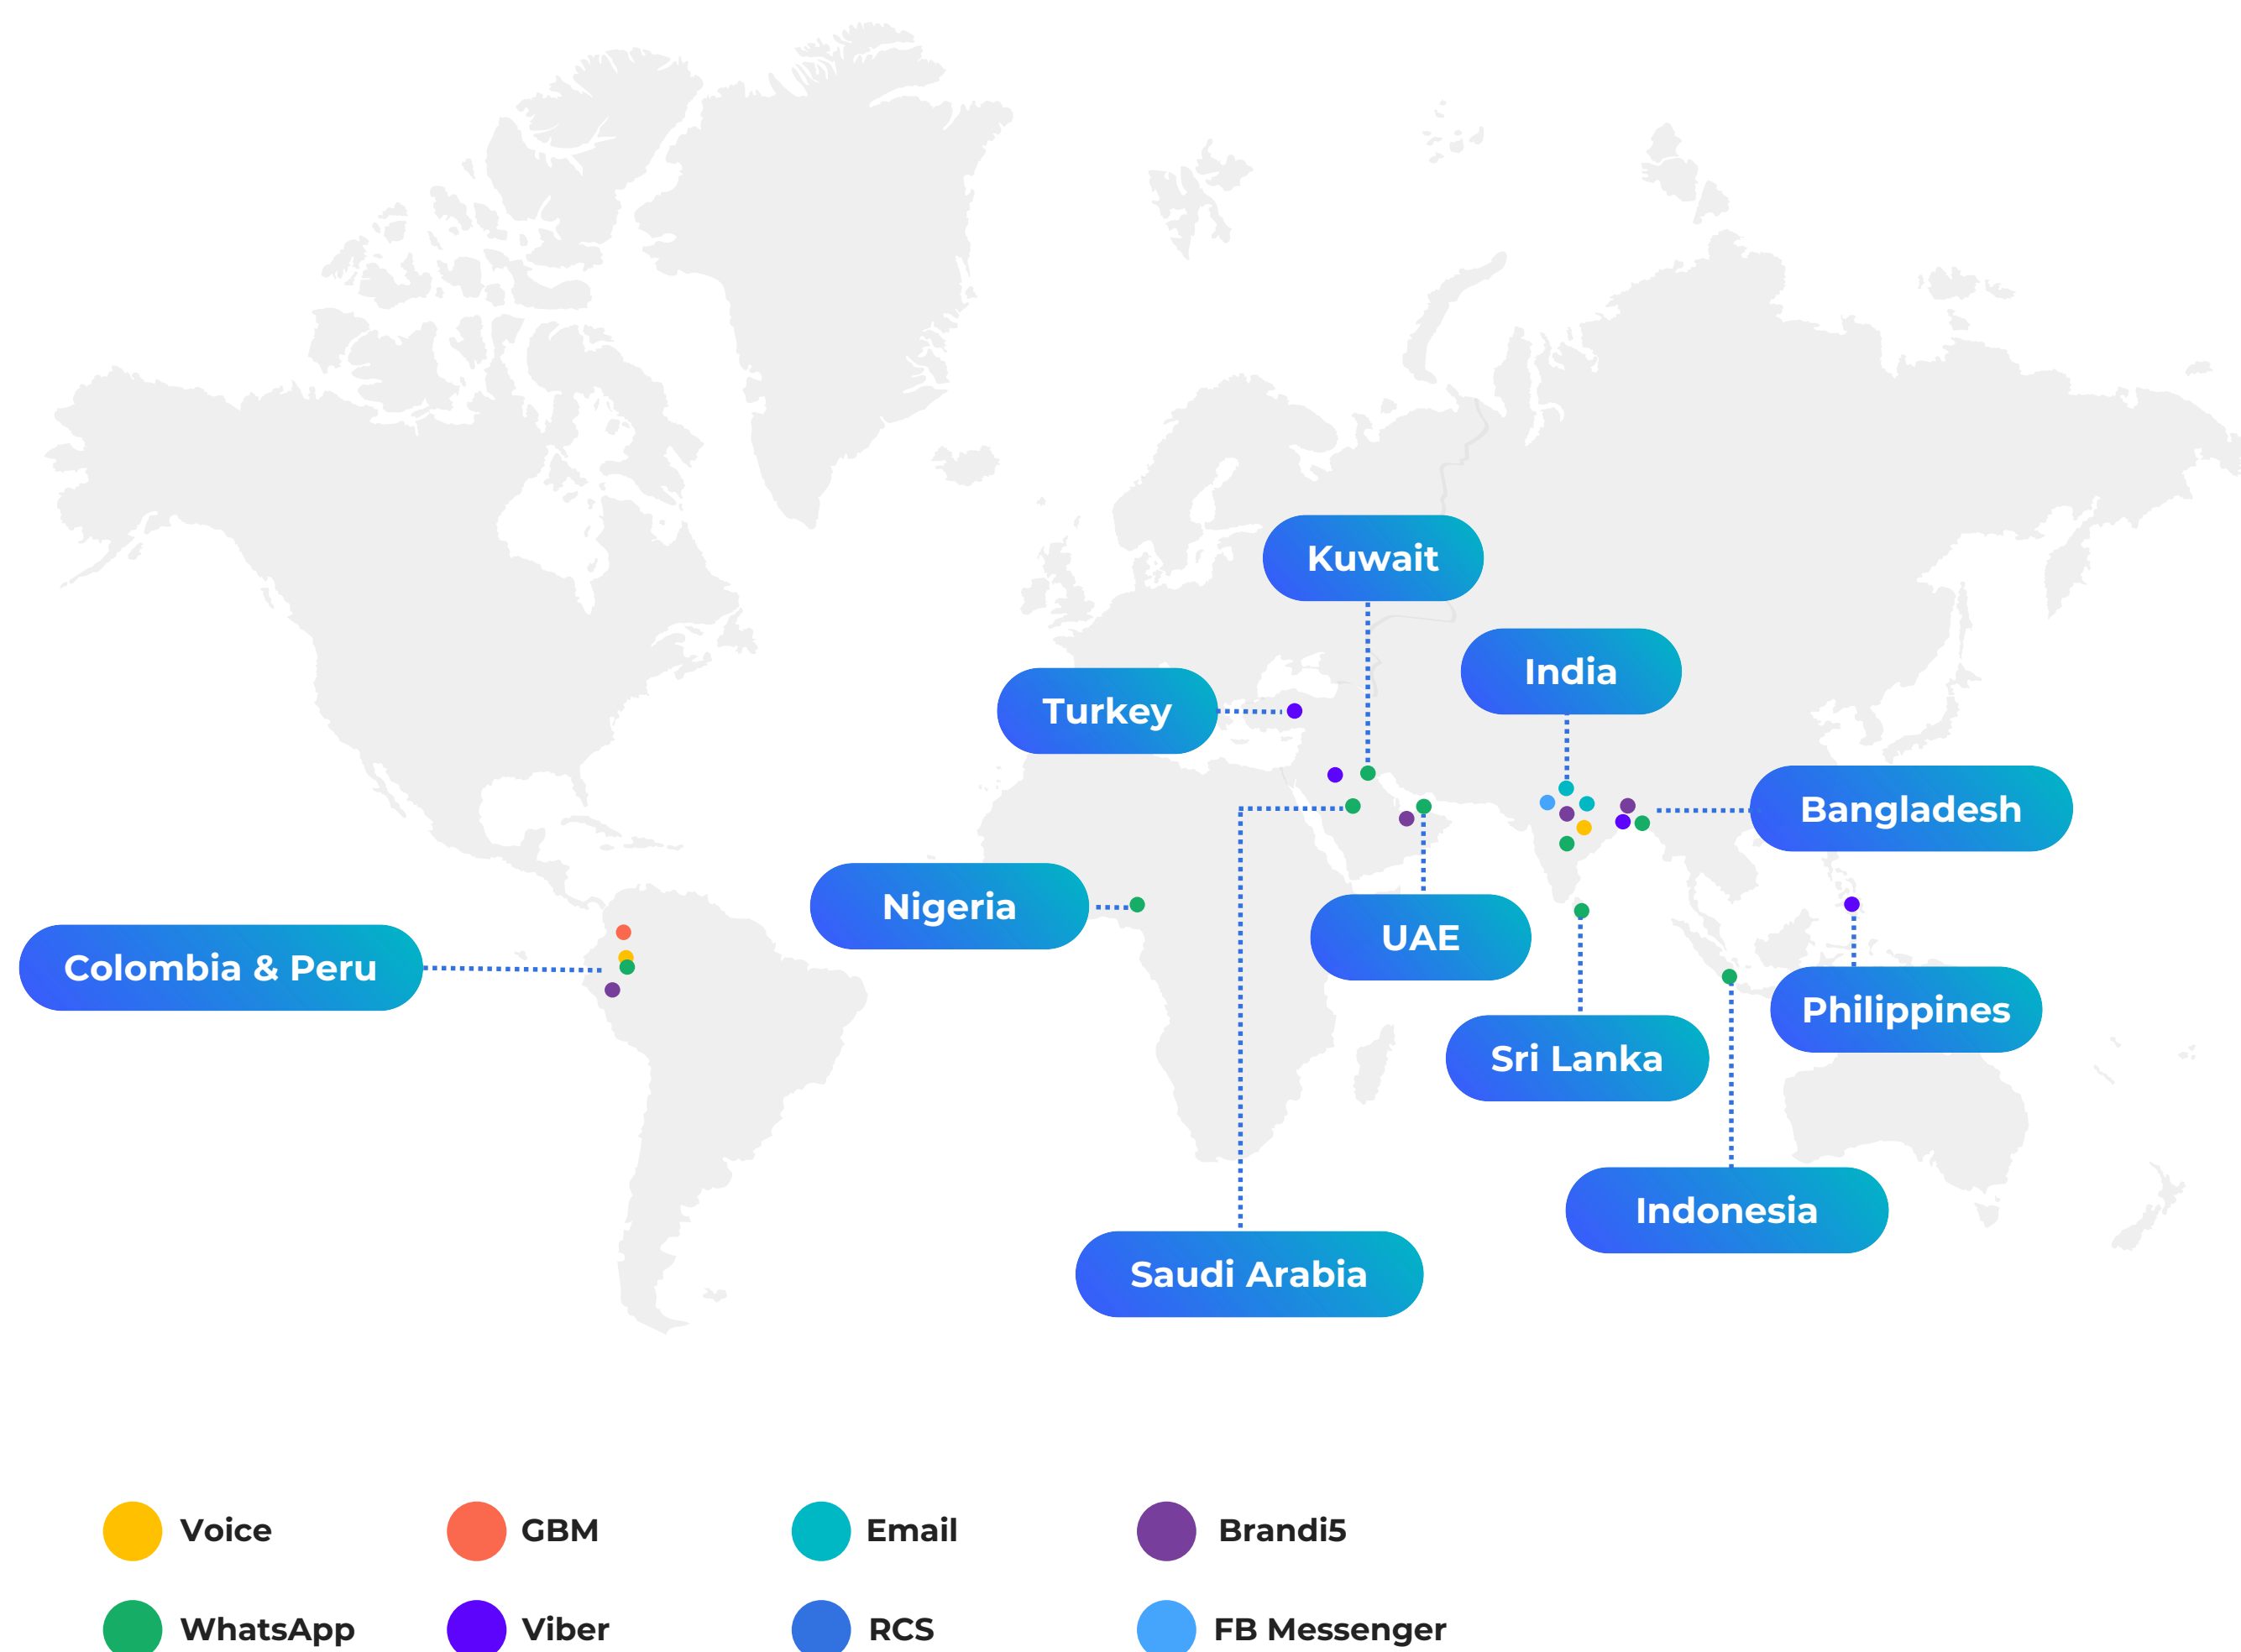 Kuwait
India
Turkey
Bangladesh
Nigeria
UAE
Colombia & Peru
Philippines
Sri Lanka
Indonesia
Saudi Arabia
Voice
GBM
Email
Brandi5
WhatsApp
Viber
RCS
FB Messenger